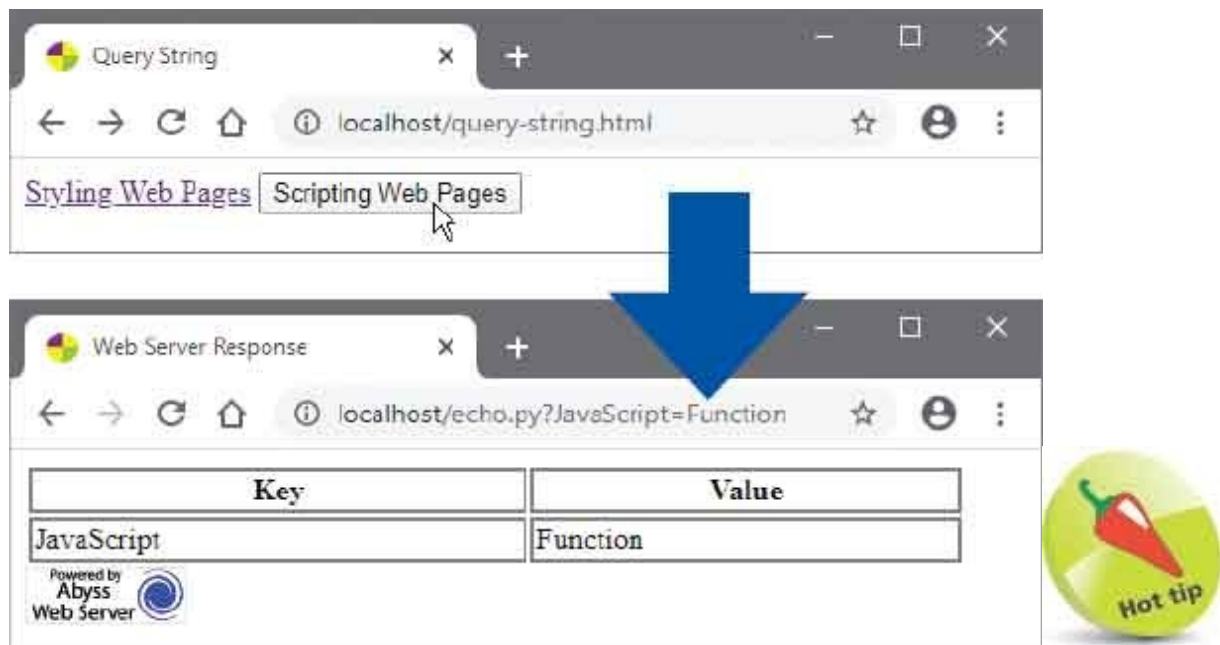 Query String
localhost/query-string.html
Styling Web Pages Scripting Web Pages
Web Server Response
localhost/echo.py?JavaScript=Function
Key Value
JavaScript Function
Powered by
Abyss
Web Server
Hot tip